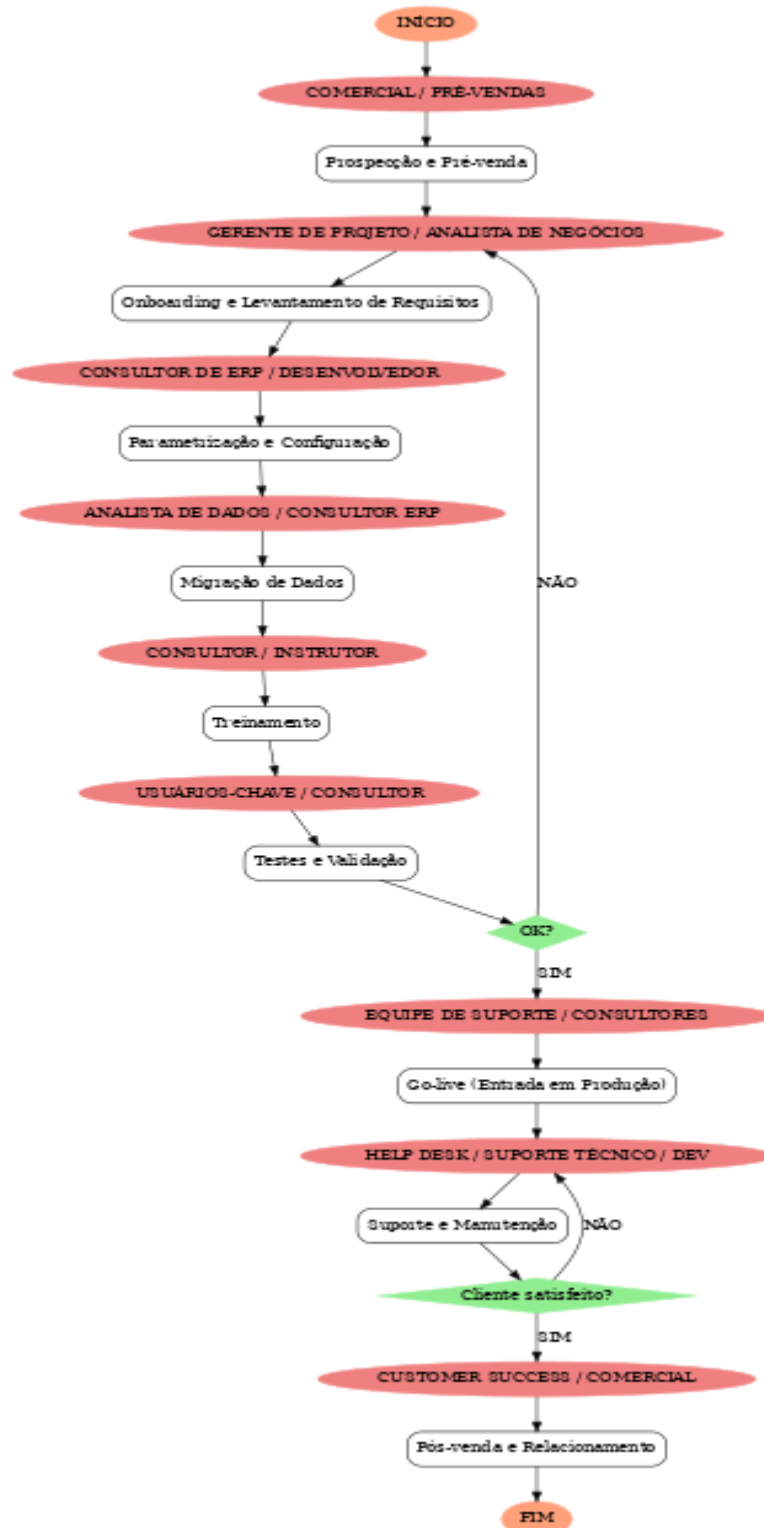 INÍCIO
COMERCIAL / PRÉ-VENDAS
Prospecção e Pré-venda
GERENTE DE PROJETO / ANALISTA DE NEGÓCIOS
Onboarding e Levantamento de Requisitos
CONSULTOR DE ERP / DESENVOLVEDOR
Parametrização e Configuração
ANALISTA DE DADOS / CONSULTOR ERP
Migração de Dados
NÃO
CONSULTOR / INSTRUTOR
Treinamento
USUÁRIOS-CHAVE / CONSULTOR
Testes e Validação
OK?
SIM
EQUIPE DE SUPORTE / CONSULTORES
Go-live (Entrada em Produção)
HELP DESK / SUPORTE TÉCNICO / DEV
Suporte e Manutenção
NÃO
Cliente satisfeito?
SIM
CUSTOMER SUCCESS / COMERCIAL
Pós-venda e Relacionamento
FIM